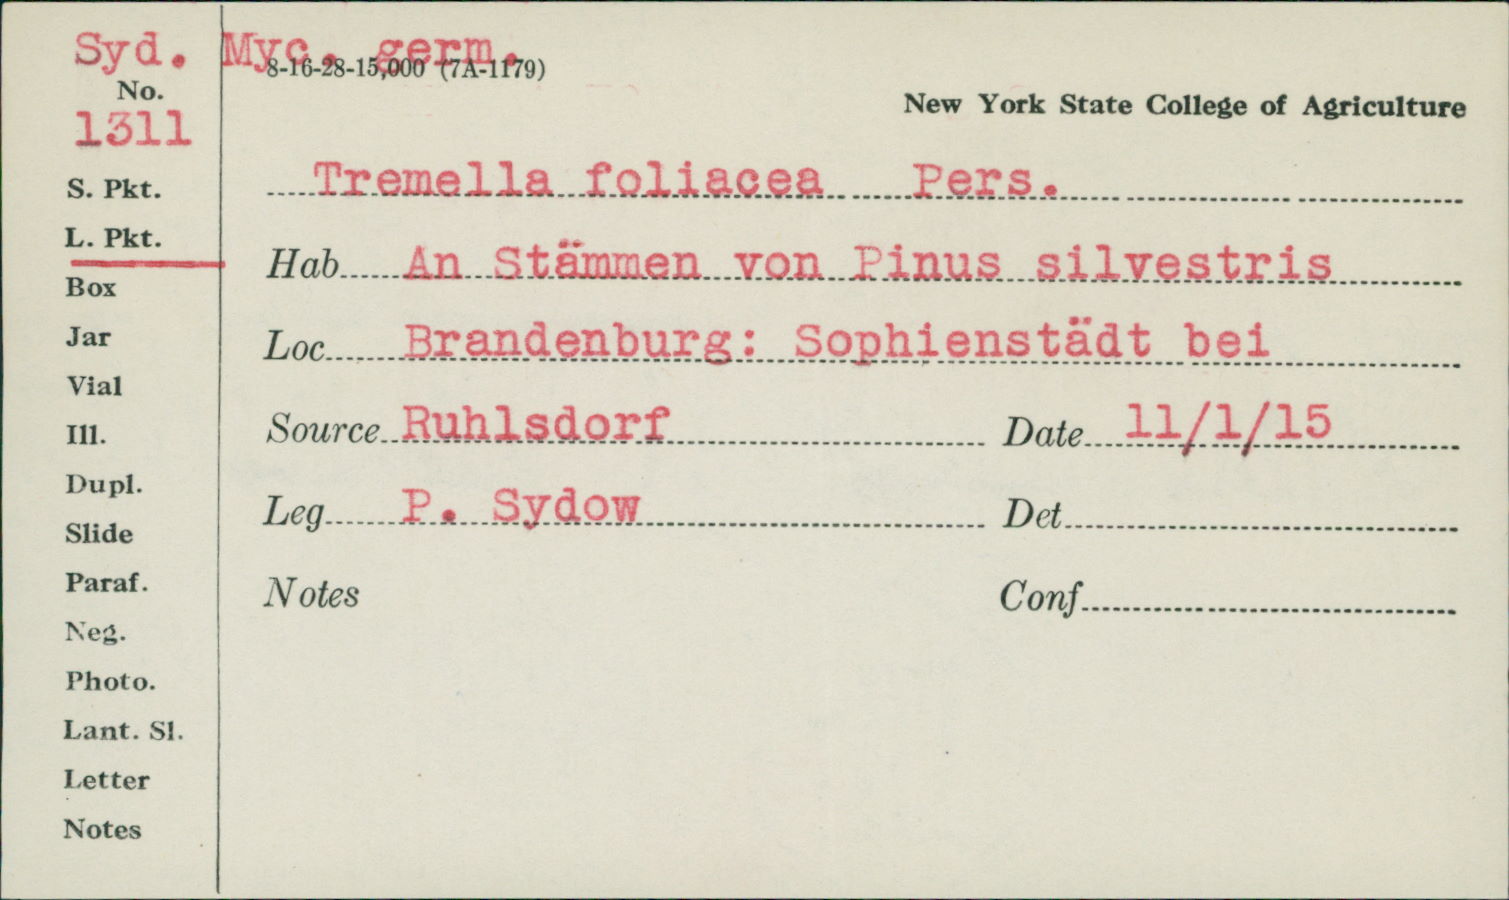 Syd. Myc. germ.
8-16-28-15,000 (7A-1179)
No.
1311
New York State College of Agriculture
S. Pkt.
Tremella foliacea Pers.
L. Pkt.
Hab. An Stämmen von Pinus silvestris
Box
Jar
Loc. Brandenburg: Sophienstädt bei
Vial
Ill.
Source Ruhlsdorf Date 11/1/15
Dupl.
Leg. P. Sydow Det.
Slide
Paraf.
Notes Conf.
Neg.
Photo.
Lant. Sl.
Letter
Notes